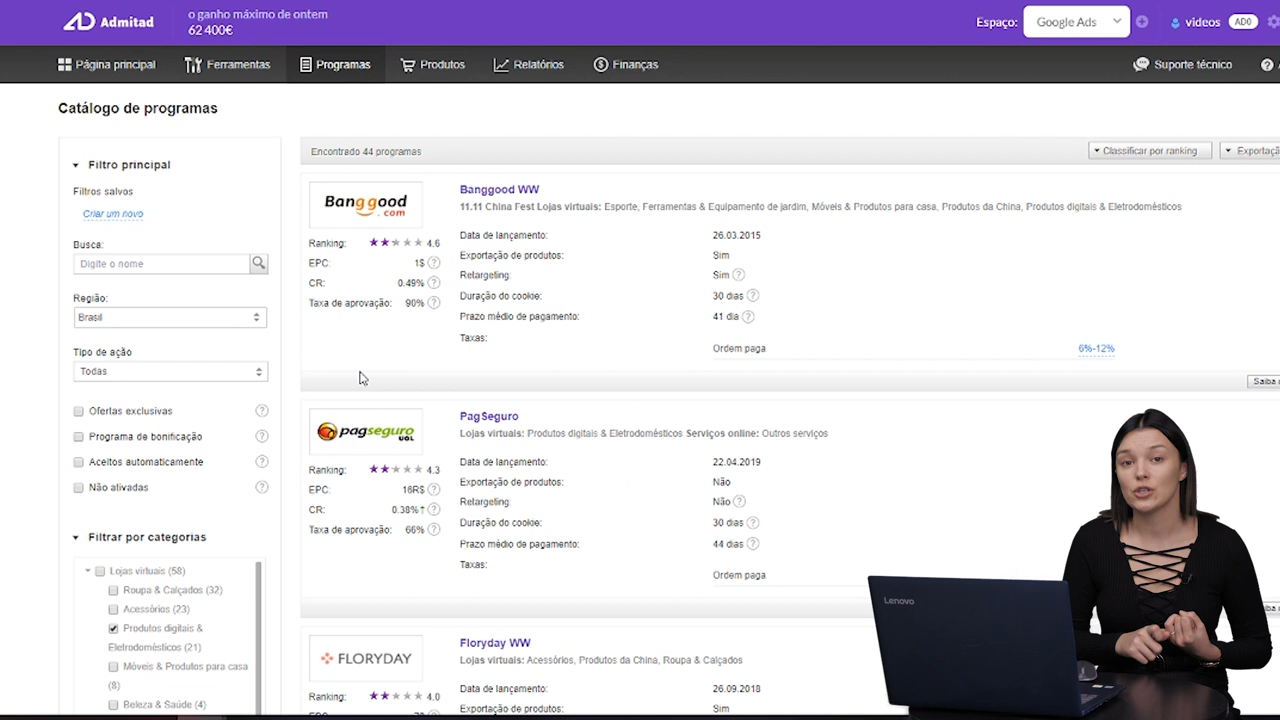 Admitad
o ganho máximo de ontem
62 400€
Espaço:
Google Ads
videos
AD0
Página principal
Ferramentas
Programas
Produtos
Relatórios
Finanças
Suporte técnico
Catálogo de programas
Filtro principal
Filtros salvos
Criar um novo
Busca:
Digite o nome
Região:
Brasil
Tipo de ação
Todas
Ofertas exclusivas
Programa de bonificação
Aceitos automaticamente
Não ativadas
Filtrar por categorias
Lojas virtuais (58)
Roupa & Calçados (32)
Acessórios (23)
Produtos digitais &
Eletrodomésticos (21)
Móveis & Produtos para casa
(8)
Beleza & Saúde (4)
Encontrado 44 programas
Classificar por ranking
Exportação
Banggood
.com
Ranking: 4.6
EPC: 1$
CR: 0.49%
Taxa de aprovação: 90%
Banggood WW
11.11 China Fest Lojas virtuais: Esporte, Ferramentas & Equipamento de jardim, Móveis & Produtos para casa, Produtos da China, Produtos digitais & Eletrodomésticos
Data de lançamento: 26.03.2015
Exportação de produtos: Sim
Retargeting: Sim
Duração do cookie: 30 dias
Prazo médio de pagamento: 41 dia
Taxas:
Ordem paga 6%-12%
Saiba
pagseguro
UOL
Ranking: 4.3
EPC: 16R$
CR: 0.38%↑
Taxa de aprovação: 66%
PagSeguro
Lojas virtuais: Produtos digitais & Eletrodomésticos Serviços online: Outros serviços
Data de lançamento: 22.04.2019
Exportação de produtos: Não
Retargeting: Não
Duração do cookie: 30 dias
Prazo médio de pagamento: 44 dias
Taxas:
Ordem paga
FLORYDAY
Ranking: 4.0
Floryday WW
Lojas virtuais: Acessórios, Produtos da China, Roupa & Calçados
Data de lançamento: 26.09.2018
Exportação de produtos: Sim
Lenovo